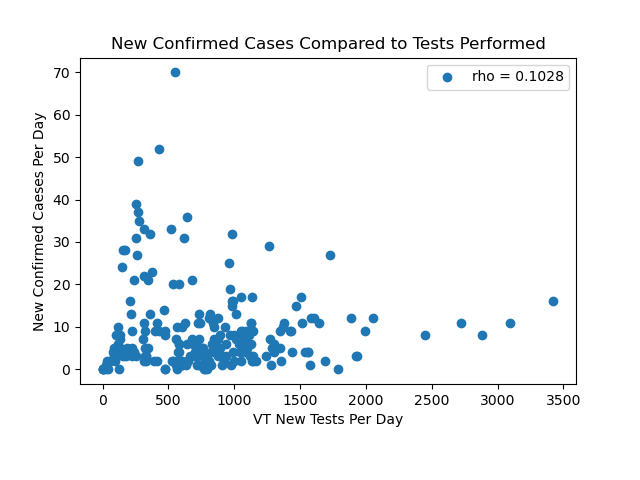 New Confirmed Cases Compared to Tests Performed
rho = 0.1028
70
60
50
40
30
20
10
0
New Confirmed Caeses Per Day
0 500 1000 1500 2000 2500 3000 3500
VT New Tests Per Day